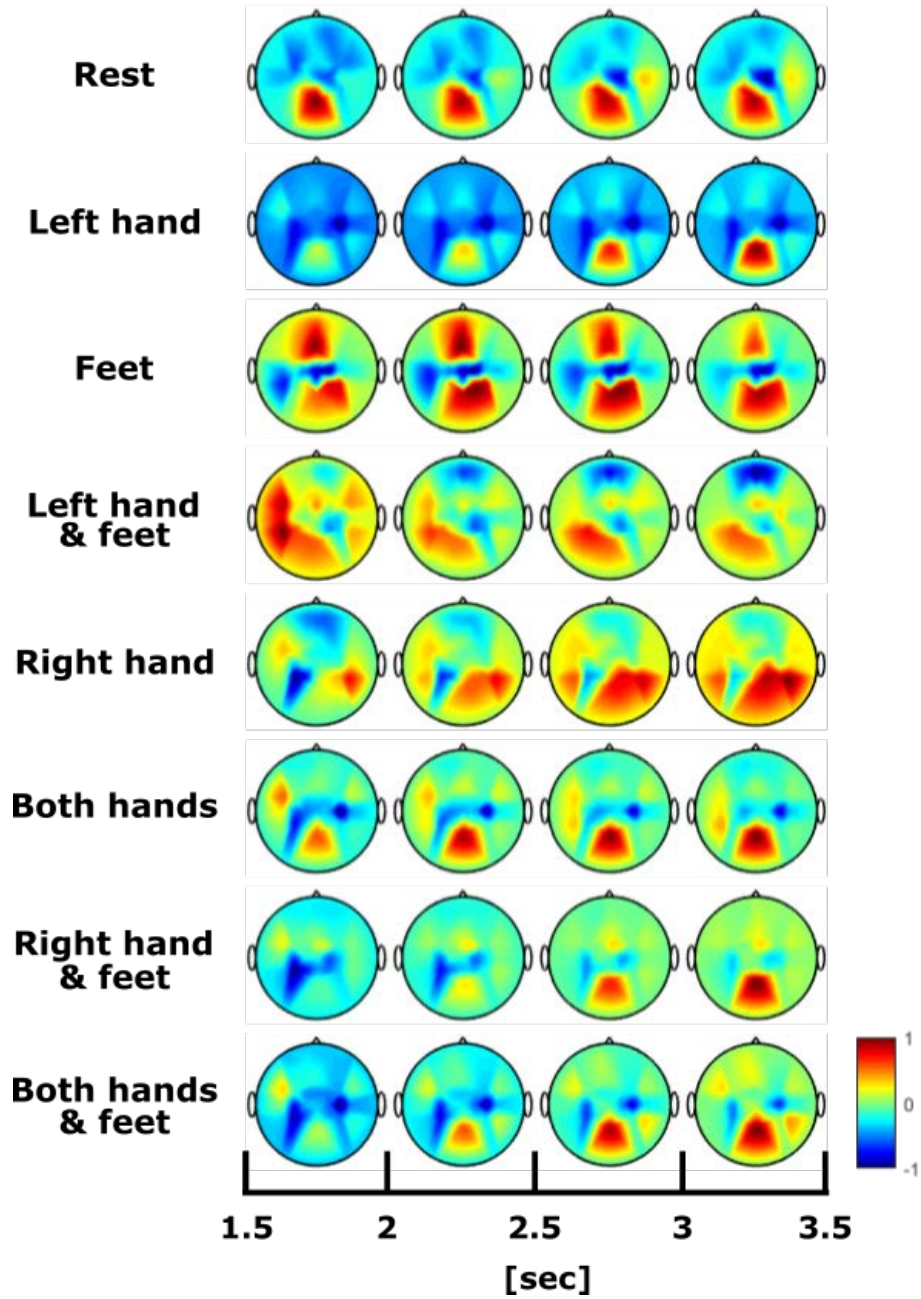 Rest
Left hand
Feet
Left hand
& feet
Right hand
Both hands
Right hand
& feet
Both hands
& feet
1
0
-1
1.5 2 2.5 3 3.5
[sec]